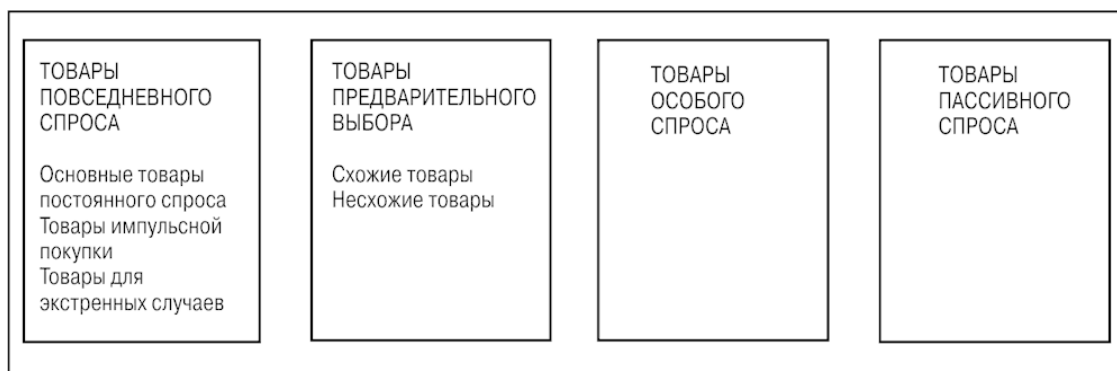 ТОВАРЫ
ПОВСЕДНЕВНОГО
СПРОСА
Основные товары
постоянного спроса
Товары импульсной
покупки
Товары для
экстренных случаев
ТОВАРЫ
ПРЕДВАРИТЕЛЬНОГО
ВЫБОРА
Схожие товары
Несхожие товары
ТОВАРЫ
ОСОБОГО
СПРОСА
ТОВАРЫ
ПАССИВНОГО
СПРОСА